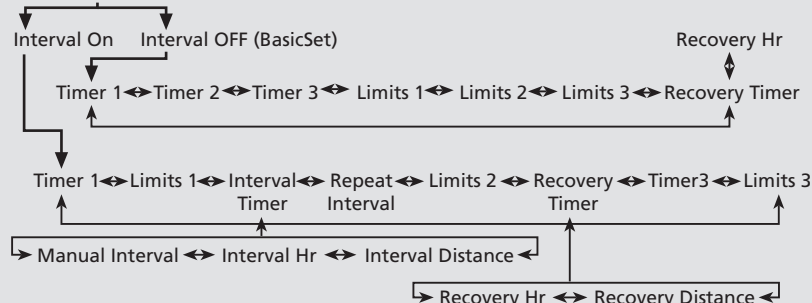 Interval On Interval OFF (BasicSet) Recovery Hr
Timer 1 Timer 2 Timer 3 Limits 1 Limits 2 Limits 3 Recovery Timer
Timer 1 Limits 1 Interval Timer Repeat Interval Limits 2 Recovery Timer Timer3 Limits 3
Manual Interval Interval Hr Interval Distance
Recovery Hr Recovery Distance